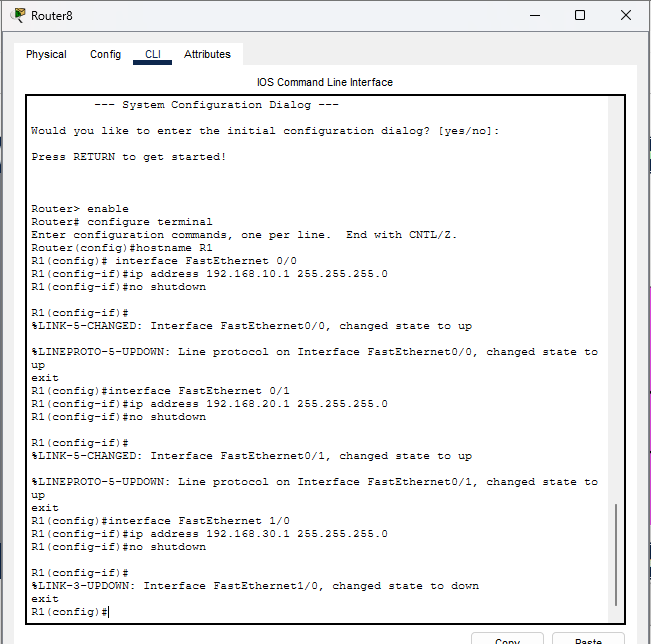 Router8
Physical Config CLI Attributes
IOS Command Line Interface
--- System Configuration Dialog ---
Would you like to enter the initial configuration dialog? [yes/no]:
Press RETURN to get started!
Router> enable
Router# configure terminal
Enter configuration commands, one per line.  End with CNTL/Z.
Router(config)#hostname R1
R1(config)# interface FastEthernet 0/0
R1(config-if)#ip address 192.168.10.1 255.255.255.0
R1(config-if)#no shutdown
R1(config-if)#
%LINK-5-CHANGED: Interface FastEthernet0/0, changed state to up
%LINEPROTO-5-UPDOWN: Line protocol on Interface FastEthernet0/0, changed state to
up
exit
R1(config)#interface FastEthernet 0/1
R1(config-if)#ip address 192.168.20.1 255.255.255.0
R1(config-if)#no shutdown
R1(config-if)#
%LINK-5-CHANGED: Interface FastEthernet0/1, changed state to up
%LINEPROTO-5-UPDOWN: Line protocol on Interface FastEthernet0/1, changed state to
up
exit
R1(config)#interface FastEthernet 1/0
R1(config-if)#ip address 192.168.30.1 255.255.255.0
R1(config-if)#no shutdown
R1(config-if)#
%LINK-3-UPDOWN: Interface FastEthernet1/0, changed state to down
exit
R1(config)#
Copy Paste